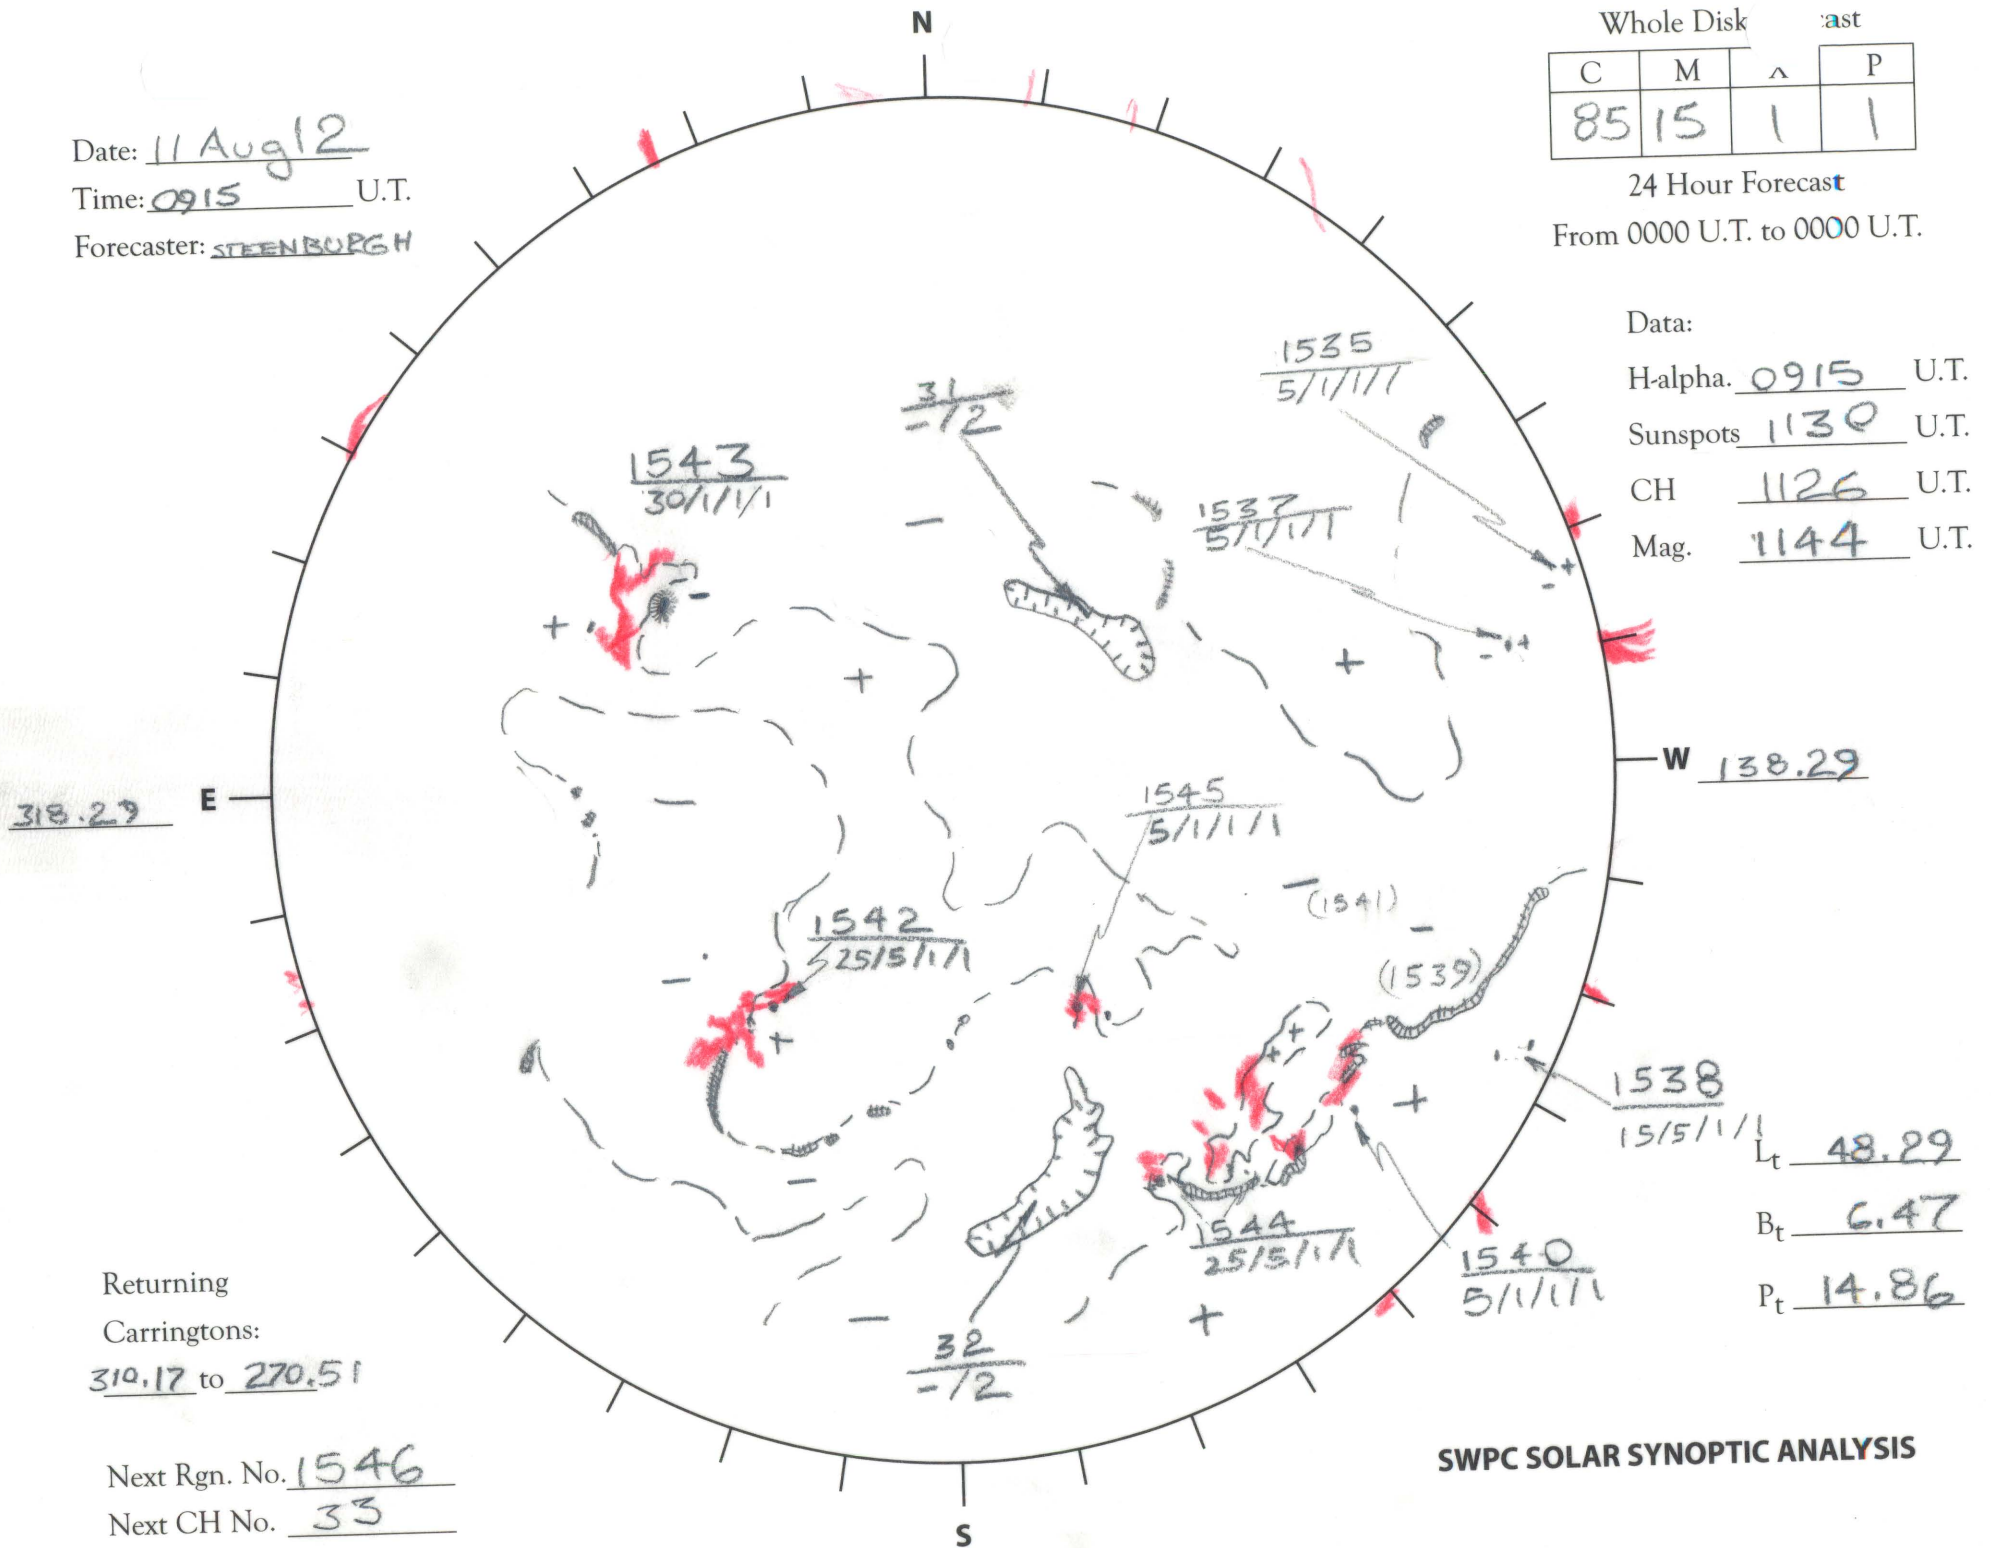 N
Whole Disk ast
C M ^ P
85 15 1 1
24 Hour Forecast
From 0000 U.T. to 0000 U.T.
Date: 11 Aug 12
Time: 0915 U.T.
Forecaster: STEENBURGH
Data:
H-alpha. 0915 U.T.
Sunspots 1130 U.T.
CH 1126 U.T.
Mag. 1144 U.T.
1535
5/1/1/1
31
-/2
1543
30/1/1/1
1537
5/1/1/1
W 138.29
318.29 E
1545
5/1/1/1
(1541)
1542
25/5/1/1
(1539)
1538
15/5/1/1
Lt 48.29
Bt 6.47
Pt 14.86
1544
25/5/1/1
1540
5/1/1/1
32
-/2
Returning
Carringtons:
310.17 to 270.51
Next Rgn. No. 1546
Next CH No. 33
SWPC SOLAR SYNOPTIC ANALYSIS
S